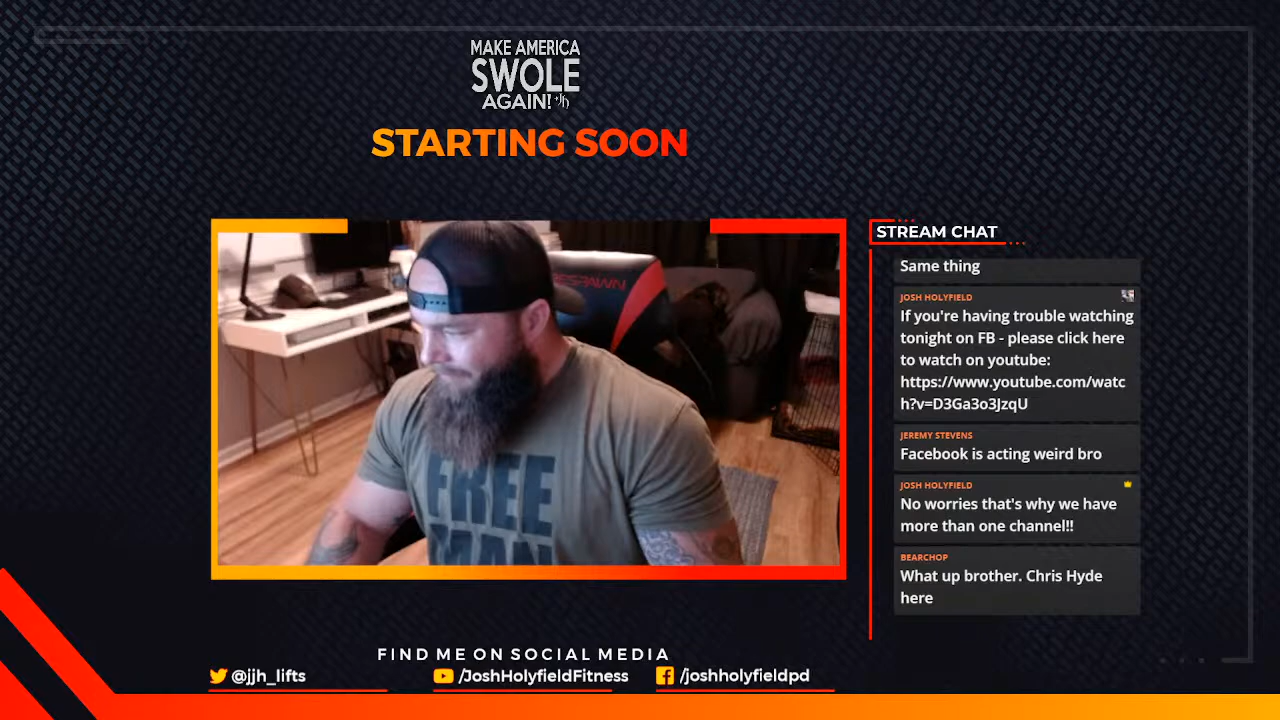 MAKE AMERICA
SWOLE
AGAIN!
STARTING SOON
FREE
MAN
STREAM CHAT
Same thing
JOSH HOLYFIELD
If you're having trouble watching
tonight on FB - please click here
to watch on youtube:
https://www.youtube.com/watc
h?v=D3Ga3o3JzqU
JEREMY STEVENS
Facebook is acting weird bro
JOSH HOLYFIELD
No worries that's why we have
more than one channel!!
BEARCHOP
What up brother. Chris Hyde
here
FIND ME ON SOCIAL MEDIA
@jjh_lifts
/JoshHolyfieldFitness
/joshholyfieldpd